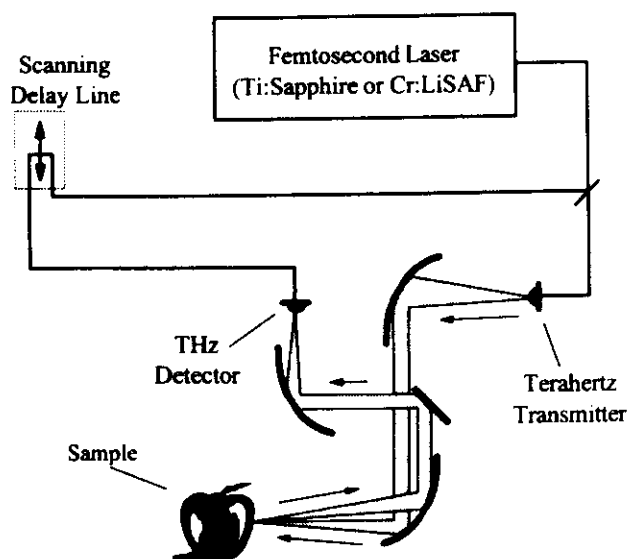 Femtosecond Laser
(Ti:Sapphire or Cr:LiSAF)
Scanning
Delay Line
THz
Detector
Terahertz
Transmitter
Sample